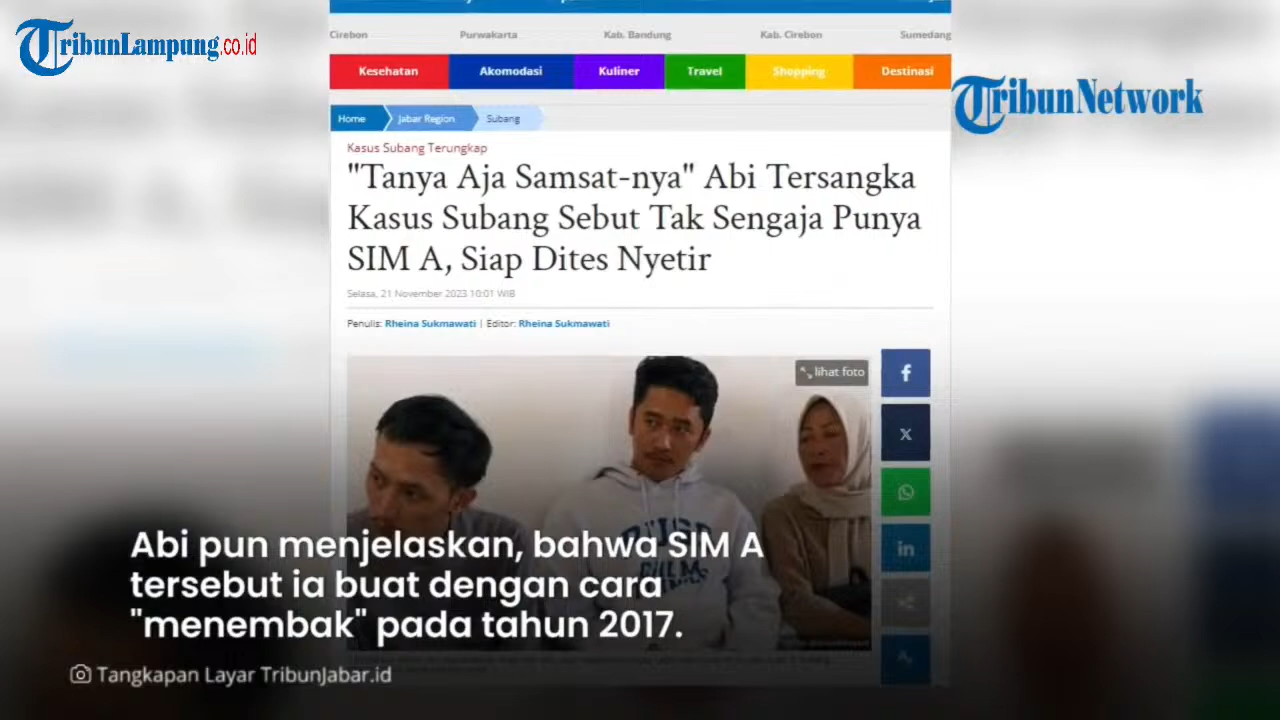 TribunLampung.co.id
Cirebon Purwakarta Kab. Bandung Kab. Cirebon Sumedang
Kesehatan Akomodasi Kuliner Travel Shopping Destinasi
TribunNetwork
Home Jabar Region Subang
Kasus Subang Terungkap
"Tanya Aja Samsat-nya" Abi Tersangka
Kasus Subang Sebut Tak Sengaja Punya
SIM A, Siap Dites Nyetir
Selasa, 21 November 2023 10:01 WIB
Penulis: Rheina Sukmawati | Editor: Rheina Sukmawati
lihat foto
Abi pun menjelaskan, bahwa SIM A
tersebut ia buat dengan cara
"menembak" pada tahun 2017.
Tangkapan Layar TribunJabar.id